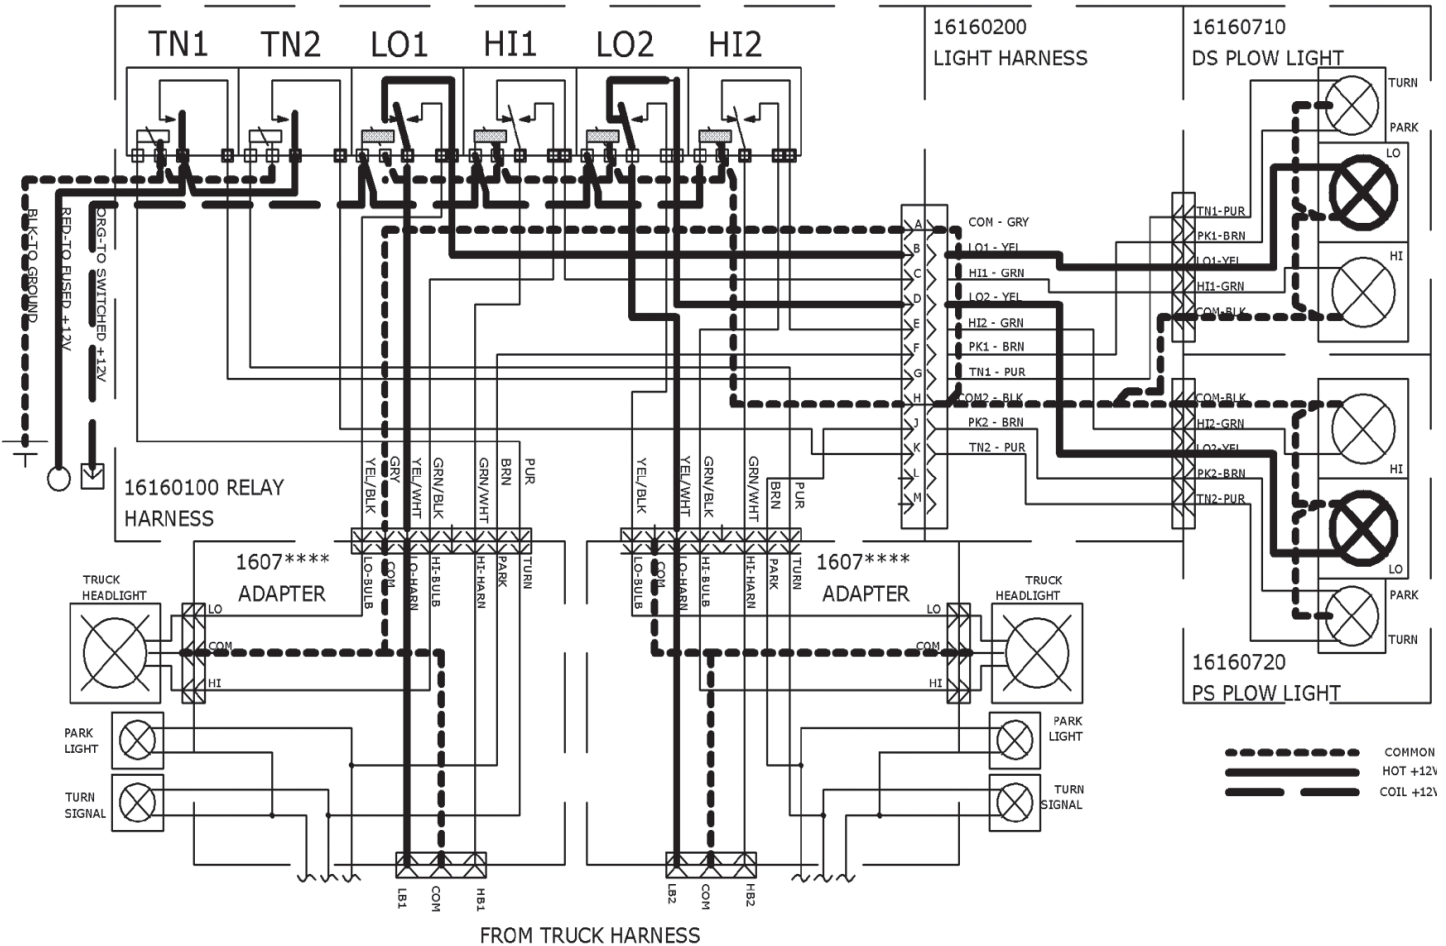 TN1
TN2
LO1
HI1
LO2
HI2
16160200
LIGHT HARNESS
16160710
DS PLOW LIGHT
TURN
PARK
LO
HI
BLK-TO GROUND
RED-TO FUSED +12V
ORG-TO SWITCHED +12V
A
B
C
D
E
F
G
H
J
K
L
M
COM - GRY
LO1 - YEL
HI1 - GRN
LO2 - YEL
HI2 - GRN
PK1 - BRN
TN1 - PUR
COM2 - BLK
PK2 - BRN
TN2 - PUR
TN1-PUR
PK1-BRN
LO1-YEL
HI1-GRN
COM-BLK
COM-BLK
HI2-GRN
LO2-YEL
PK2-BRN
TN2-PUR
HI
LO
PARK
TURN
16160720
PS PLOW LIGHT
16160100 RELAY
HARNESS
YEL/BLK
GRY
YEL/WHT
GRN/BLK
GRN/WHT
BRN
PUR
YEL/BLK
YEL/WHT
GRN/BLK
GRN/WHT
BRN
PUR
1607****
ADAPTER
LO-BULB
COM
LO-HARN
HI-BULB
HI-HARN
PARK
TURN
LO-BULB
COM
LO-HARN
HI-BULB
HI-HARN
PARK
TURN
1607****
ADAPTER
TRUCK
HEADLIGHT
LO
COM
HI
LO
COM
HI
TRUCK
HEADLIGHT
PARK
LIGHT
TURN
SIGNAL
PARK
LIGHT
TURN
SIGNAL
COMMON
HOT +12V
COIL +12V
LB1
COM
HB1
LB2
COM
HB2
FROM TRUCK HARNESS